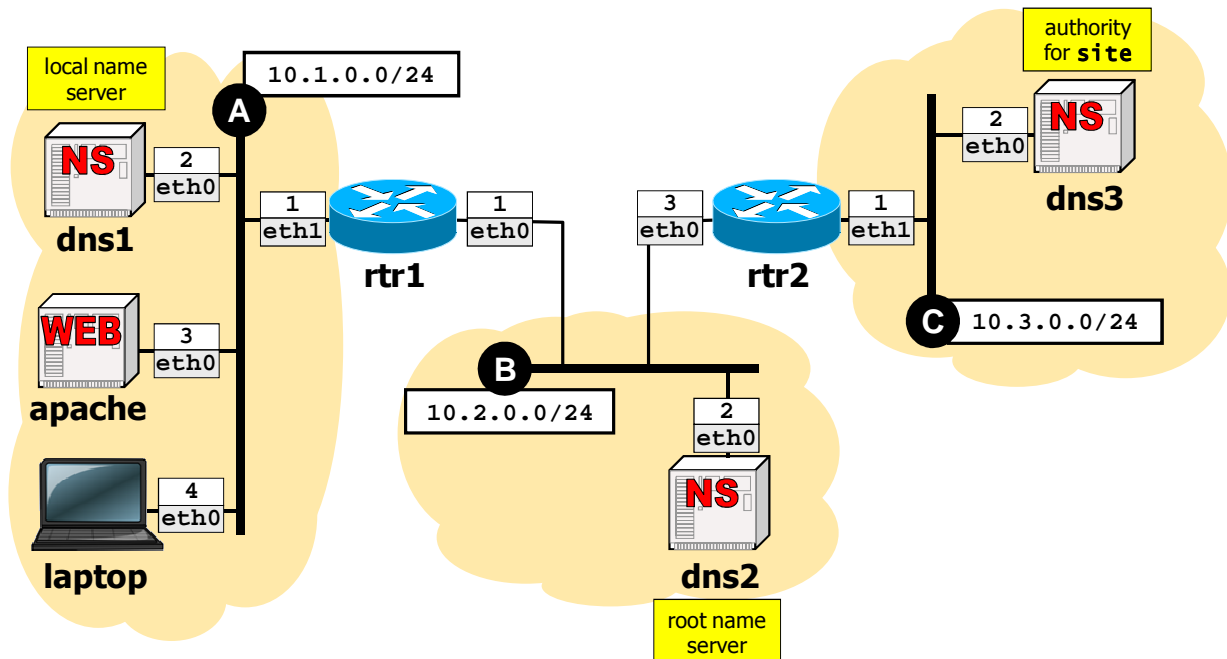 local name
server
A
10.1.0.0/24
NS
2
eth0
dns1
1
eth1
rtr1
1
eth0
WEB
3
eth0
apache
4
eth0
laptop
B
10.2.0.0/24
2
eth0
NS
dns2
root name
server
3
eth0
rtr2
1
eth1
authority
for site
2
eth0
NS
dns3
C
10.3.0.0/24